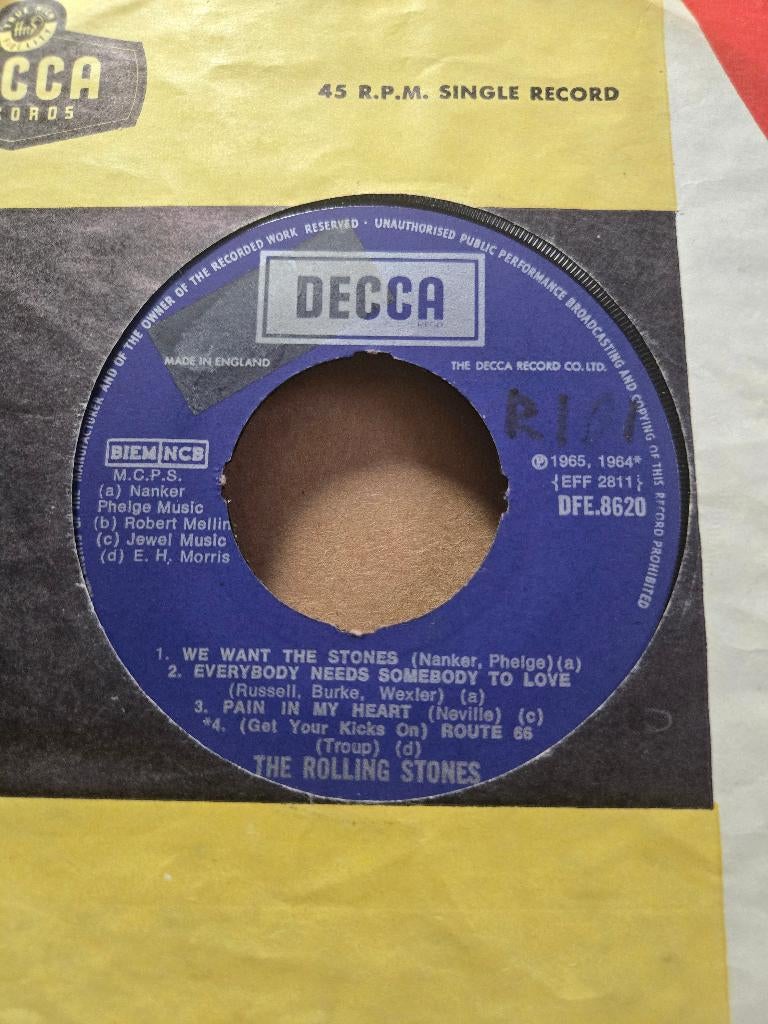 CCA
ORDS
45 R.P.M. SINGLE RECORD
MANUFACTURER AND OF THE OWNER OF THE RECORDED WORK RESERVED · UNAUTHORISED PUBLIC PERFORMANCE BROADCASTING AND COPYING OF THIS RECORD PROHIBITED
DECCA
MADE IN ENGLAND
THE DECCA RECORD CO. LTD.
BIEM NCB
M.C.P.S.
(a) Nanker
Phelge Music
(b) Robert Mellin
(c) Jewel Music
(d) E. H. Morris
℗ 1965, 1964*
{EFF 2811}
DFE.8620
1. WE WANT THE STONES (Nanker, Phelge) (a)
2. EVERYBODY NEEDS SOMEBODY TO LOVE
(Russell, Burke, Wexler) (a)
3. PAIN IN MY HEART (Neville) (c)
*4. (Get Your Kicks On) ROUTE 66
(Troup) (d)
THE ROLLING STONES